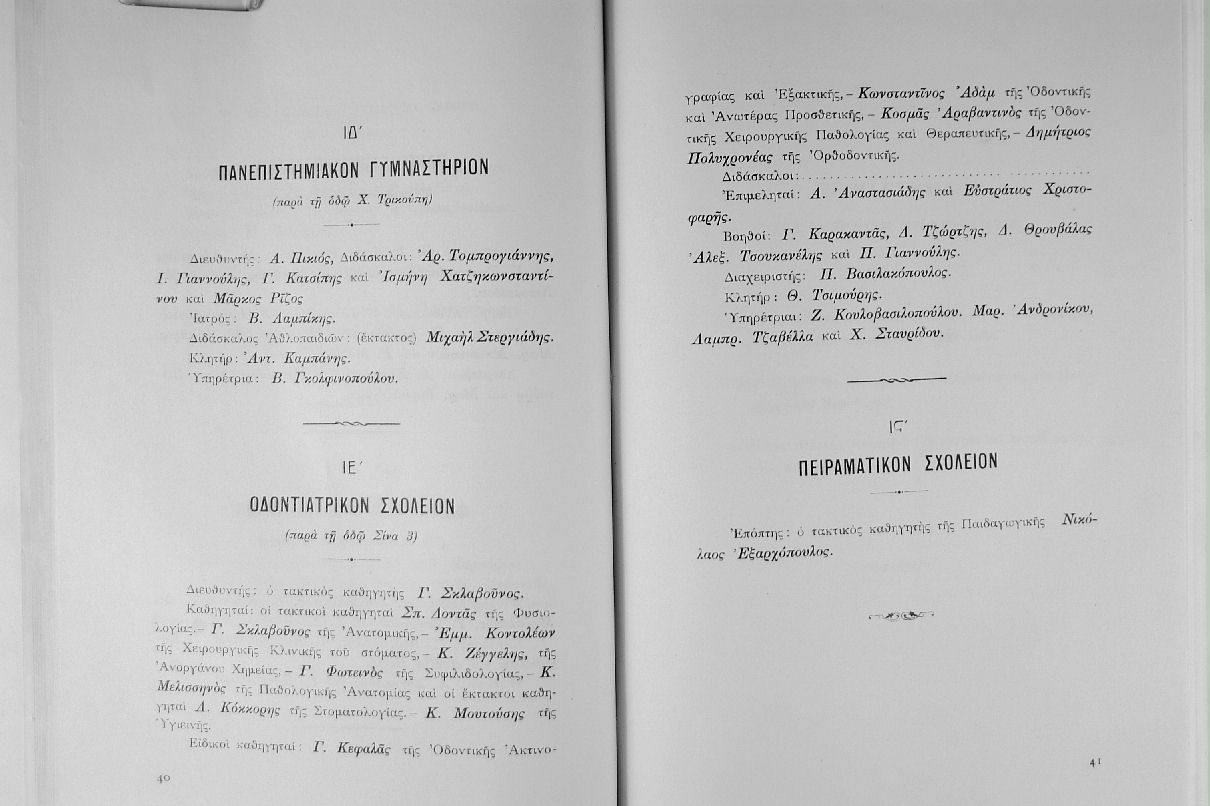 ΙΔ΄
ΠΑΝΕΠΙΣΤΗΜΙΑΚΟΝ ΓΥΜΝΑΣΤΗΡΙΟΝ
(παρὰ τῇ ὁδῷ Χ. Τρικούπη)
Διευθυντής: Α. Πικιός, Διδάσκαλοι: Ἀρ. Τομπρογιάννης,
Ι. Γιαννούλης, Γ. Κατσίπης καὶ Ἰσμήνη Χατζηκωνσταντί-
νου καὶ Μᾶρκος Ρῖζος
Ἰατρός: Β. Λαμπίκης.
Διδάσκαλος Ἀθλοπαιδιῶν: (ἔκτακτος) Μιχαὴλ Στεργιάδης.
Κλητήρ: Ἀντ. Καμπάνης.
Ὑπηρέτρια: Β. Γκολφινοπούλου.
ΙΕ΄
ΟΔΟΝΤΙΑΤΡΙΚΟΝ ΣΧΟΛΕΙΟΝ
(παρὰ τῇ ὁδῷ Σίνα 3)
Διευθυντής: ὁ τακτικὸς καθηγητὴς Γ. Σκλαβοῦνος.
Καθηγηταί: οἱ τακτικοὶ καθηγηταὶ Σπ. Δοντᾶς τῆς Φυσιο-
λογίας.– Γ. Σκλαβοῦνος τῆς Ἀνατομικῆς,– Ἐμμ. Κοντολέων
τῆς Χειρουργικῆς Κλινικῆς τοῦ στόματος,– Κ. Ζέγγελης, τῆς
Ἀνοργάνου Χημείας,– Γ. Φωτεινὸς τῆς Συφιλιδολογίας,– Κ.
Μελισσηνὸς τῆς Παθολογικῆς Ἀνατομίας καὶ οἱ ἔκτακτοι καθη-
γηταὶ Δ. Κόκκορης τῆς Στοματολογίας.– Κ. Μουτούσης τῆς
Ὑγιεινῆς.
Εἰδικοὶ καθηγηταί: Γ. Κεφαλᾶς τῆς Ὀδοντικῆς Ἀκτινο-
40
γραφίας καὶ Ἐξακτικῆς,– Κωνσταντῖνος Ἀδὰμ τῆς Ὀδοντικῆς
καὶ Ἀνωτέρας Προσθετικῆς,– Κοσμᾶς Ἀραβαντινὸς τῆς Ὀδον-
τικῆς Χειρουργικῆς Παθολογίας καὶ Θεραπευτικῆς,– Δημήτριος
Πολυχρονέας τῆς Ὀρθοδοντικῆς.
Διδάσκαλοι: . . . . . . . . . . . . . . . . . . . . . . . . . . . . . .
Ἐπιμεληταί: Α. Ἀναστασιάδης καὶ Εὐστράτιος Χριστο-
φαρῆς.
Βοηθοί: Γ. Καρακαντᾶς, Δ. Τζώρτζης, Δ. Θρουβάλας
Ἀλεξ. Τσουκανέλης καὶ Π. Γιαννούλης.
Διαχειριστής: Π. Βασιλακόπουλος.
Κλητήρ: Θ. Τσιμούρης.
Ὑπηρέτριαι: Ζ. Κουλοβασιλοπούλου. Μαρ. Ἀνδρονίκου,
Λαμπρ. Τζαβέλλα καὶ Χ. Σταυρίδου.
ΙϚ΄
ΠΕΙΡΑΜΑΤΙΚΟΝ ΣΧΟΛΕΙΟΝ
Ἐπόπτης: ὁ τακτικὸς καθηγητὴς τῆς Παιδαγωγικῆς Νικό-
λαος Ἐξαρχόπουλος.
41